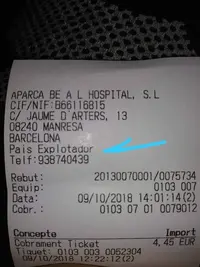 APARCA BE A L HOSPITAL, S.L
CIF/NIF:B66116815
C/ JAUME D'ARTERS, 13
08240 MANRESA
BARCELONA
Pais Explotador
Telf:938740439
Rebut: 20130070001/0075734
Equip: 0103 007
Data: 09/10/2018 14:01:14(2)
Cobr.: 0103 07 01 0079012
Concepte Import
Cobrament Ticket 4,45 EUR
Tiquet: 0103 003 0052304
09/10/2018 12:22:12(2)